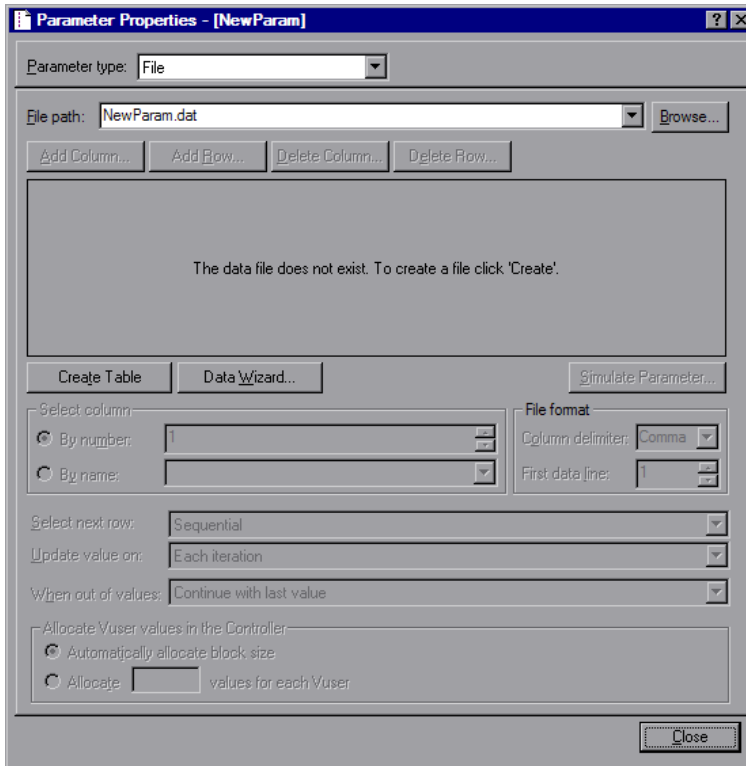 Parameter Properties - [NewParam]
Parameter type: File
File path: NewParam.dat Browse...
Add Column... Add Row... Delete Column... Delete Row...
The data file does not exist. To create a file click 'Create'.
Create Table Data Wizard... Simulate Parameter...
Select column File format
By number: 1 Column delimiter: Comma
By name: First data line: 1
Select next row: Sequential
Update value on: Each iteration
When out of values: Continue with last value
Allocate Vuser values in the Controller
Automatically allocate block size
Allocate values for each Vuser
Close